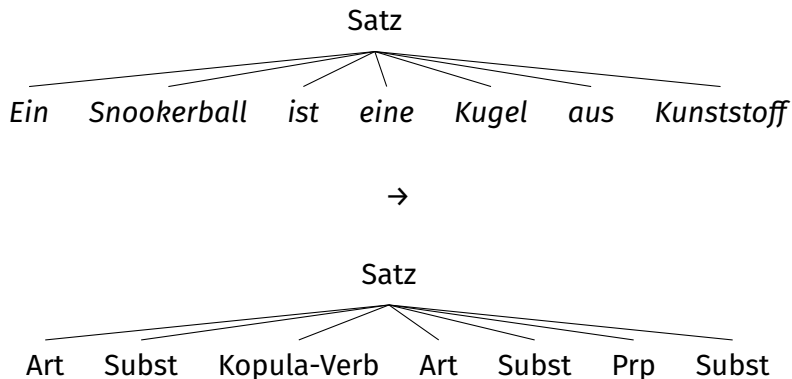 Satz
Ein Snookerball ist eine Kugel aus Kunststoff
→
Satz
Art Subst Kopula-Verb Art Subst Prp Subst